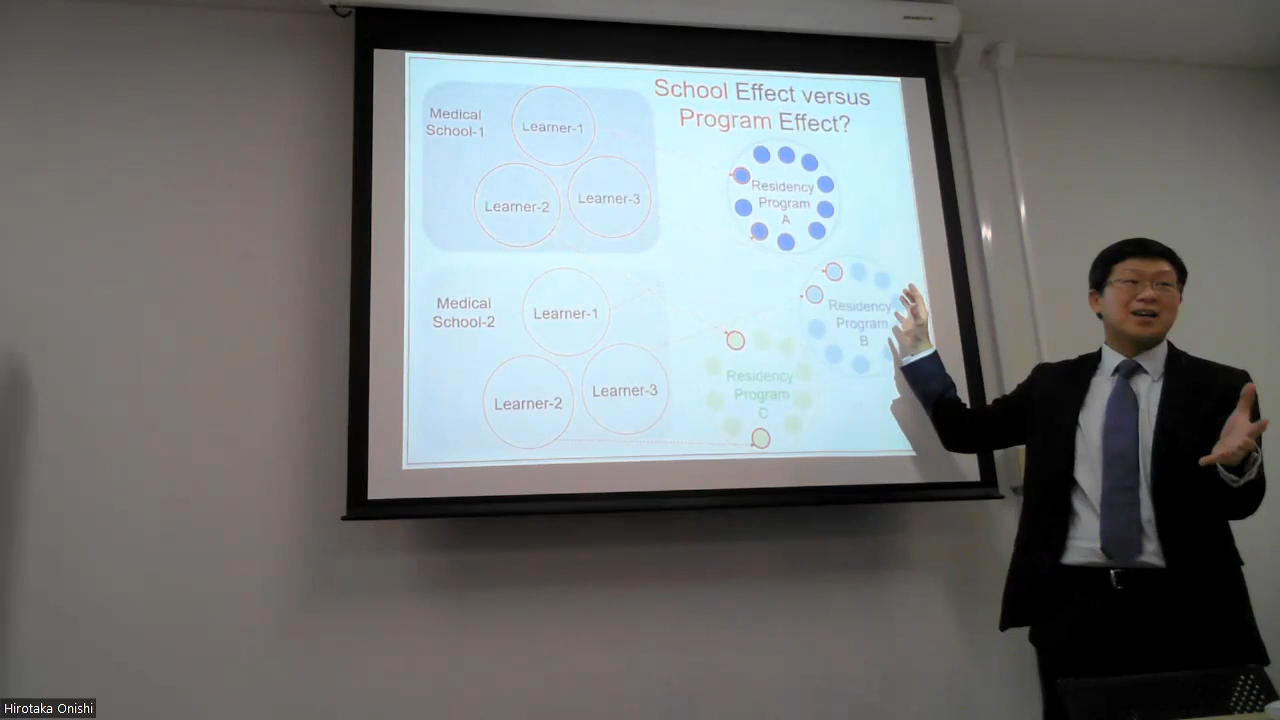 School Effect versus
Program Effect?
Medical
School-1
Learner-1
Learner-2
Learner-3
Medical
School-2
Learner-1
Learner-2
Learner-3
Residency
Program
A
Residency
Program
B
Residency
Program
C
Hirotaka Onishi